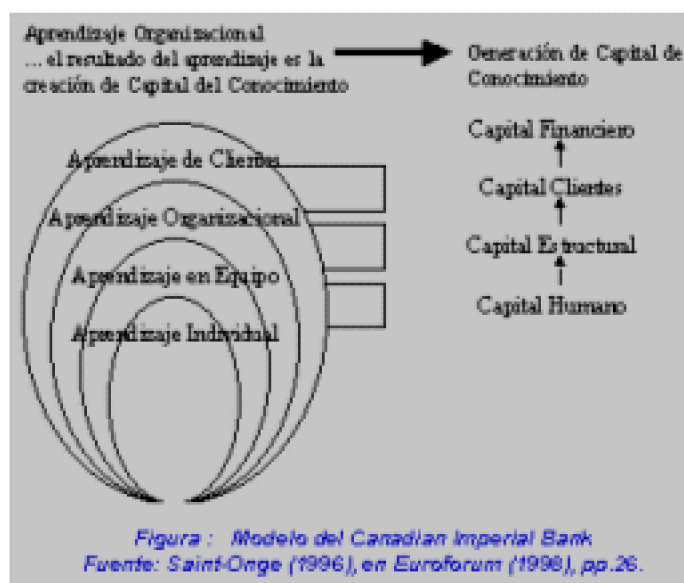 Aprendizaje Organizacional
... el resultado del aprendizaje es la
creación de Capital del Conocimiento
Generación de Capital de
Conocimiento
Aprendizaje de Clientes
Aprendizaje Organizacional
Aprendizaje en Equipo
Aprendizaje Individual
Capital Financiero
Capital Clientes
Capital Estructural
Capital Humano
Figura : Modelo del Canadian Imperial Bank
Fuente: Saint-Onge (1996), en Euroforum (1998), pp.26.